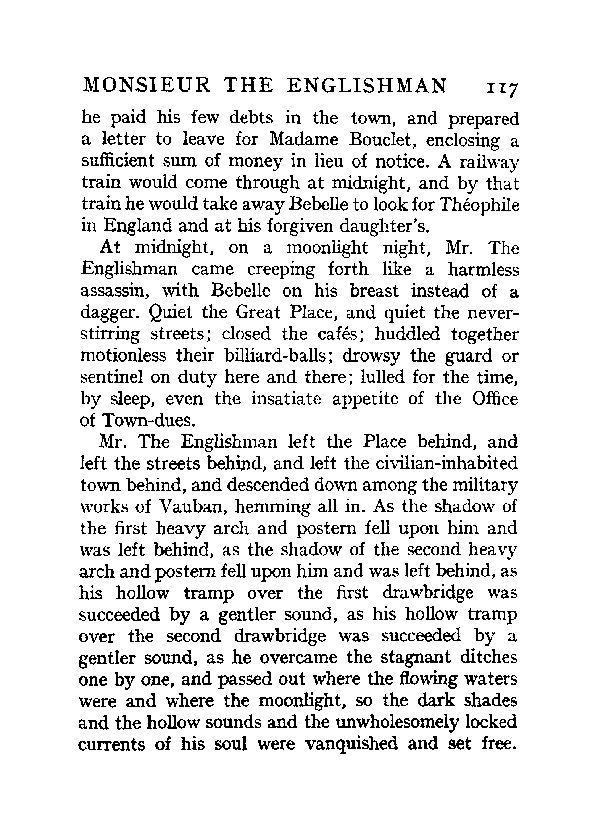 MONSIEUR THE ENGLISHMAN 117
he paid his few debts in the town, and prepared
a letter to leave for Madame Bouclet, enclosing a
sufficient sum of money in lieu of notice. A railway
train would come through at midnight, and by that
train he would take away Bebelle to look for Théophile
in England and at his forgiven daughter's.
At midnight, on a moonlight night, Mr. The
Englishman came creeping forth like a harmless
assassin, with Bebelle on his breast instead of a
dagger. Quiet the Great Place, and quiet the never-
stirring streets; closed the cafés; huddled together
motionless their billiard-balls; drowsy the guard or
sentinel on duty here and there; lulled for the time,
by sleep, even the insatiate appetite of the Office
of Town-dues.
Mr. The Englishman left the Place behind, and
left the streets behind, and left the civilian-inhabited
town behind, and descended down among the military
works of Vauban, hemming all in. As the shadow of
the first heavy arch and postern fell upon him and
was left behind, as the shadow of the second heavy
arch and postern fell upon him and was left behind, as
his hollow tramp over the first drawbridge was
succeeded by a gentler sound, as his hollow tramp
over the second drawbridge was succeeded by a
gentler sound, as he overcame the stagnant ditches
one by one, and passed out where the flowing waters
were and where the moonlight, so the dark shades
and the hollow sounds and the unwholesomely locked
currents of his soul were vanquished and set free.